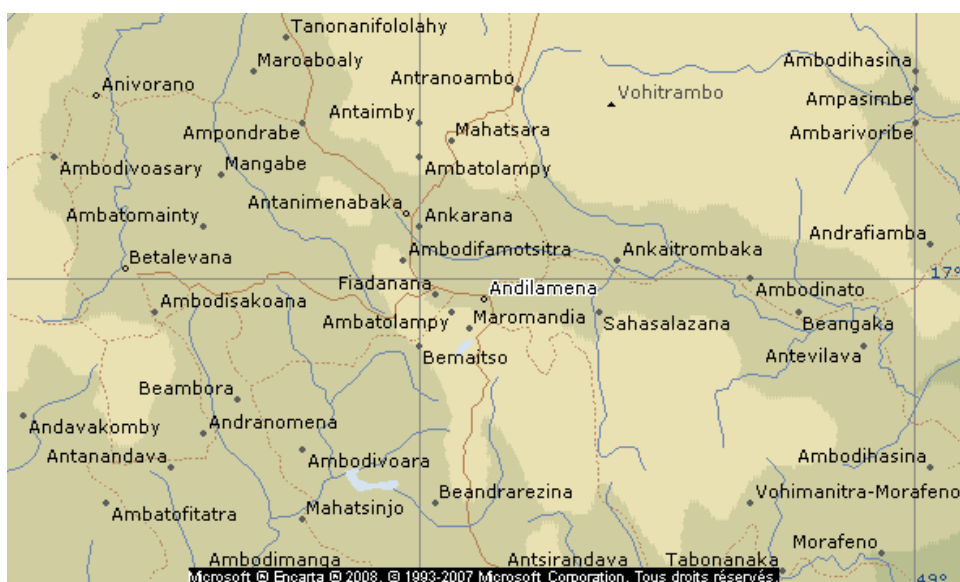 Tanonanifololahy
Maroaboaly
Ambodihasina
Anivorano
Antranoambo
Vohitrambo
Ampasimbe
Antaimby
Ampondrabe
Mahatsara
Ambarivoribe
Ambodivoasary
Mangabe
Ambatolampy
Antanimenabaka
Ankarana
Ambatomainty
Andrafiamba
Betalevana
Ambodifamotsitra
Ankaitrombaka
17°
Fiadanana
Andilamena
Ambodinato
Ambodisakoana
Ambatolampy
Maromandia
Sahasalazana
Beangaka
Bemaitso
Antevilava
Beambora
Andavakomby
Andranomena
Antanandava
Ambodivoara
Ambodihasina
Beandrarezina
Vohimanitra-Morafeno
Ambatofitatra
Mahatsinjo
Morafeno
Ambodimanga
Antsirandava
Tabonanaka
Microsoft ® Encarta ® 2008. © 1993-2007 Microsoft Corporation. Tous droits réservés.
49°